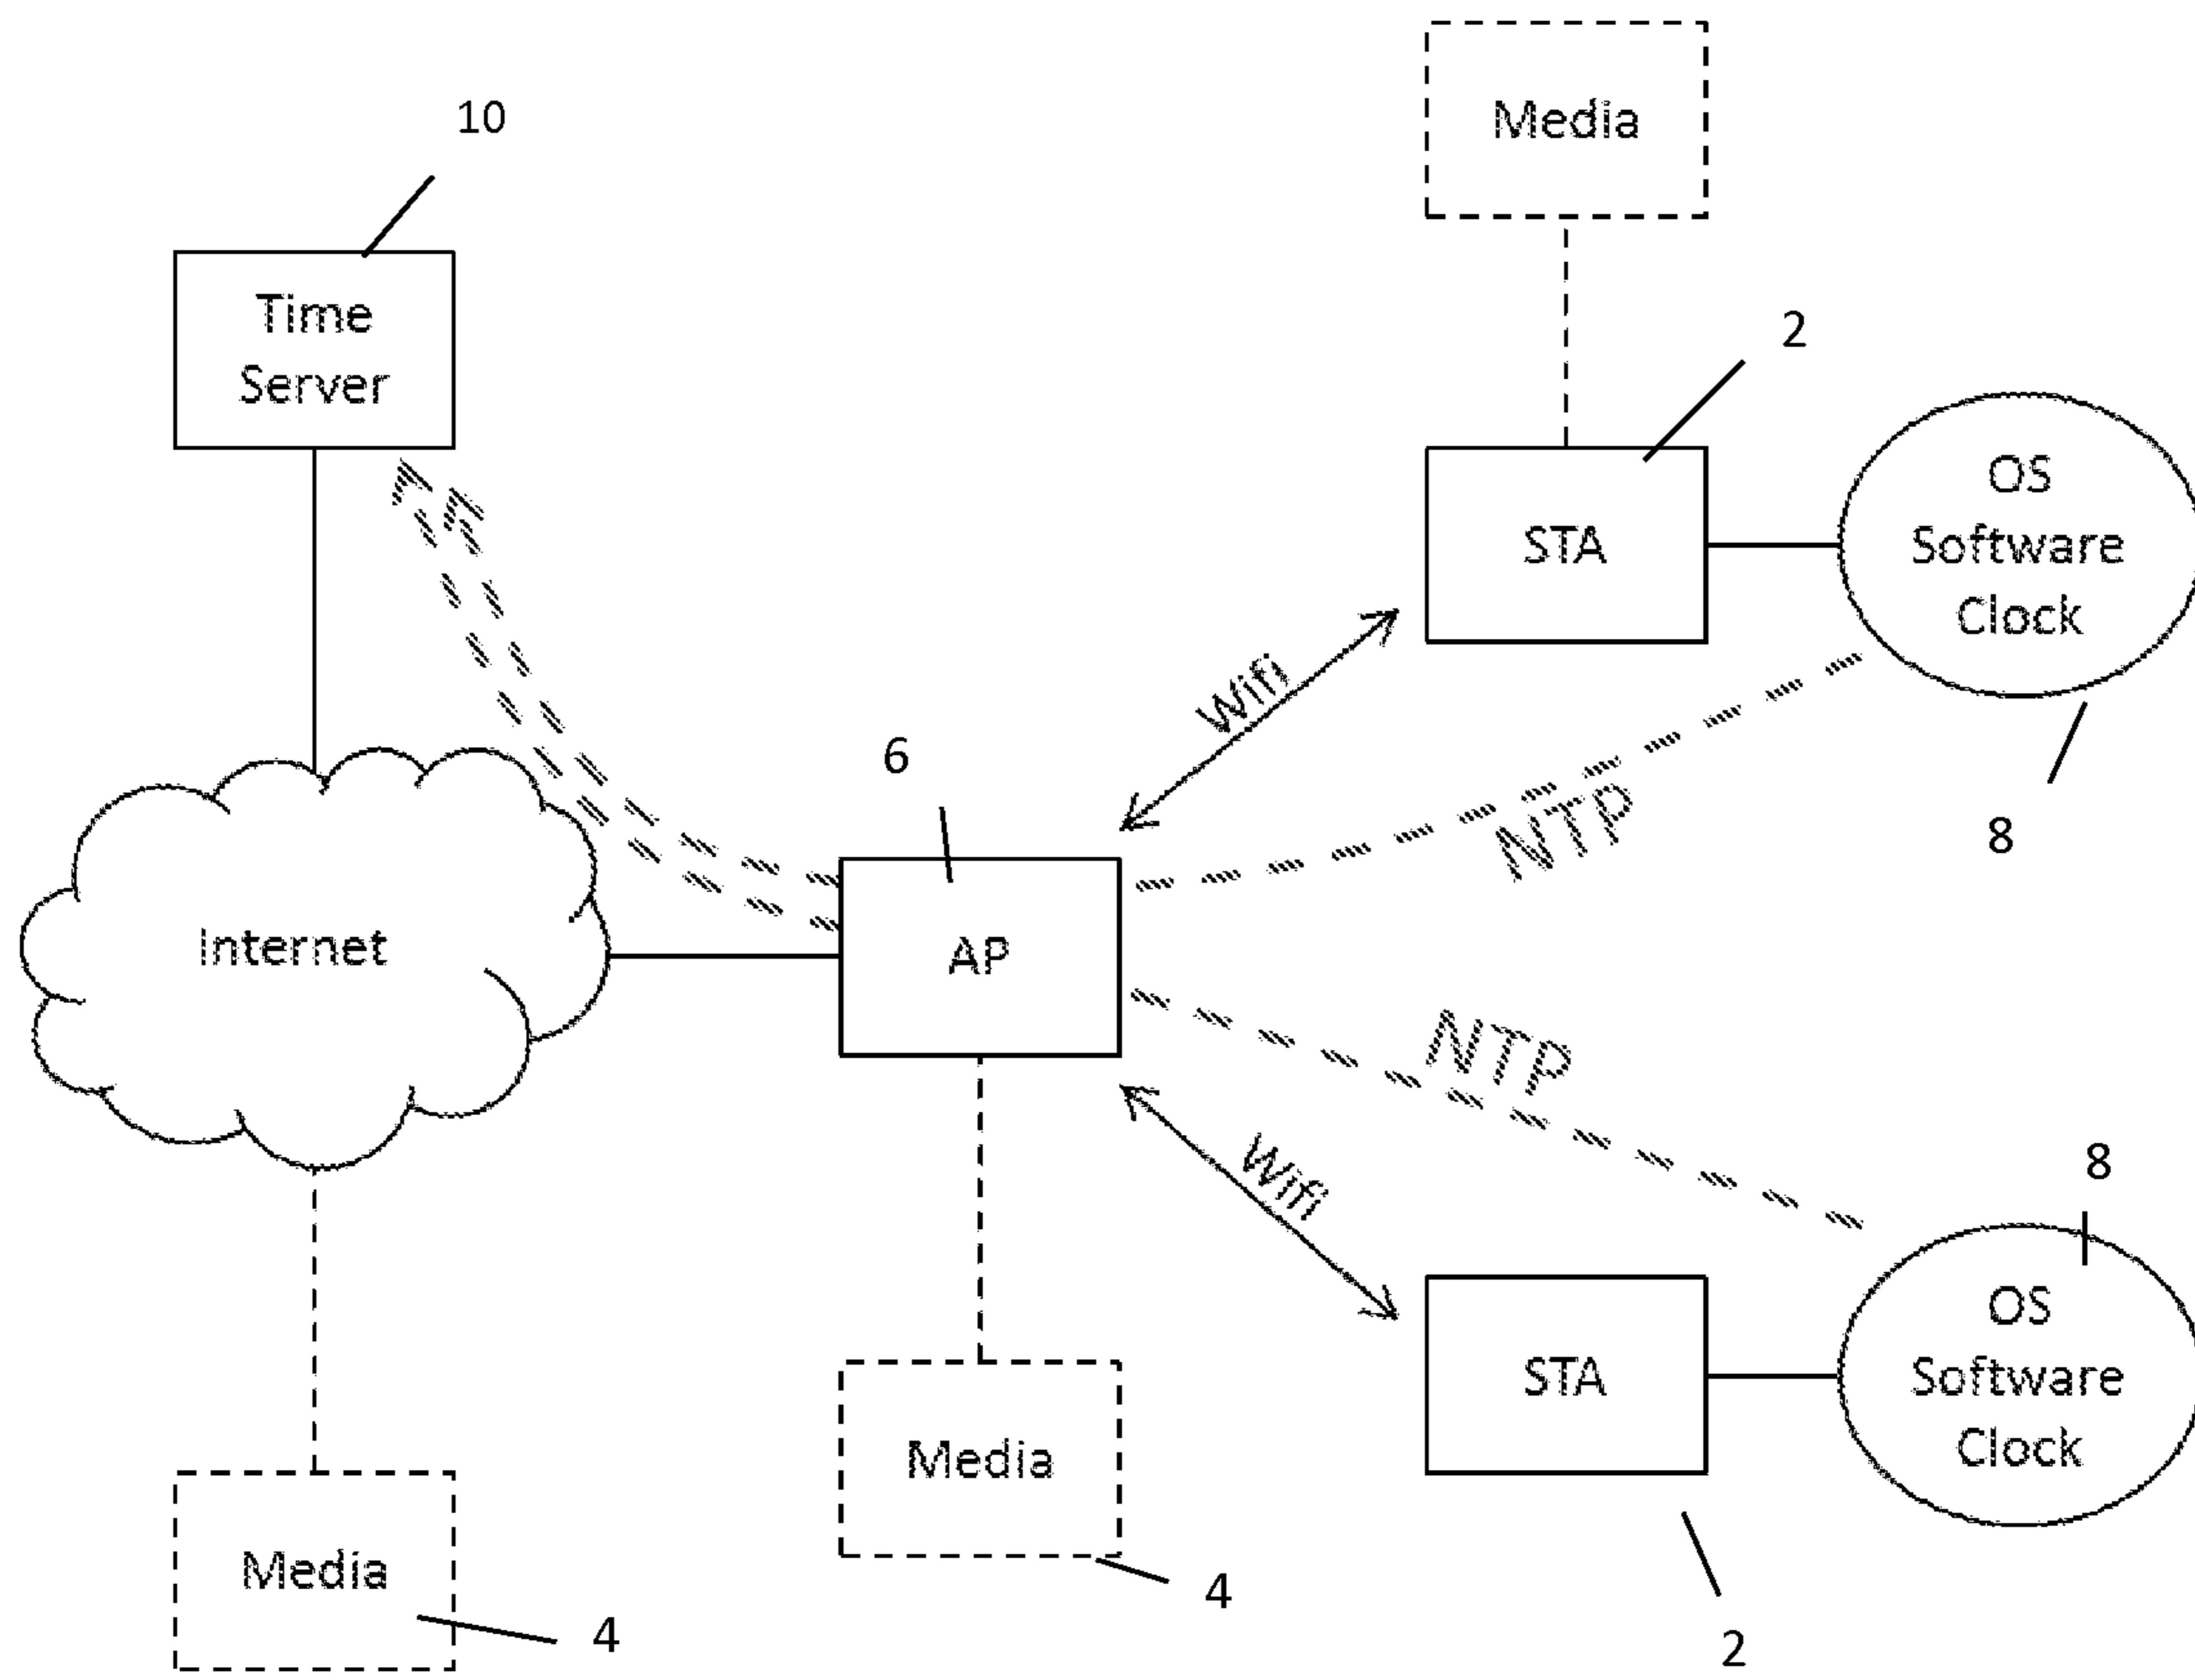 Media
10
Time
Server
2
OS
Software
Clock
STA
Wifi
6
8
NTP
Internet
AP
NTP
Wifi
8
OS
Software
Clock
STA
Media
4
Media
4
2